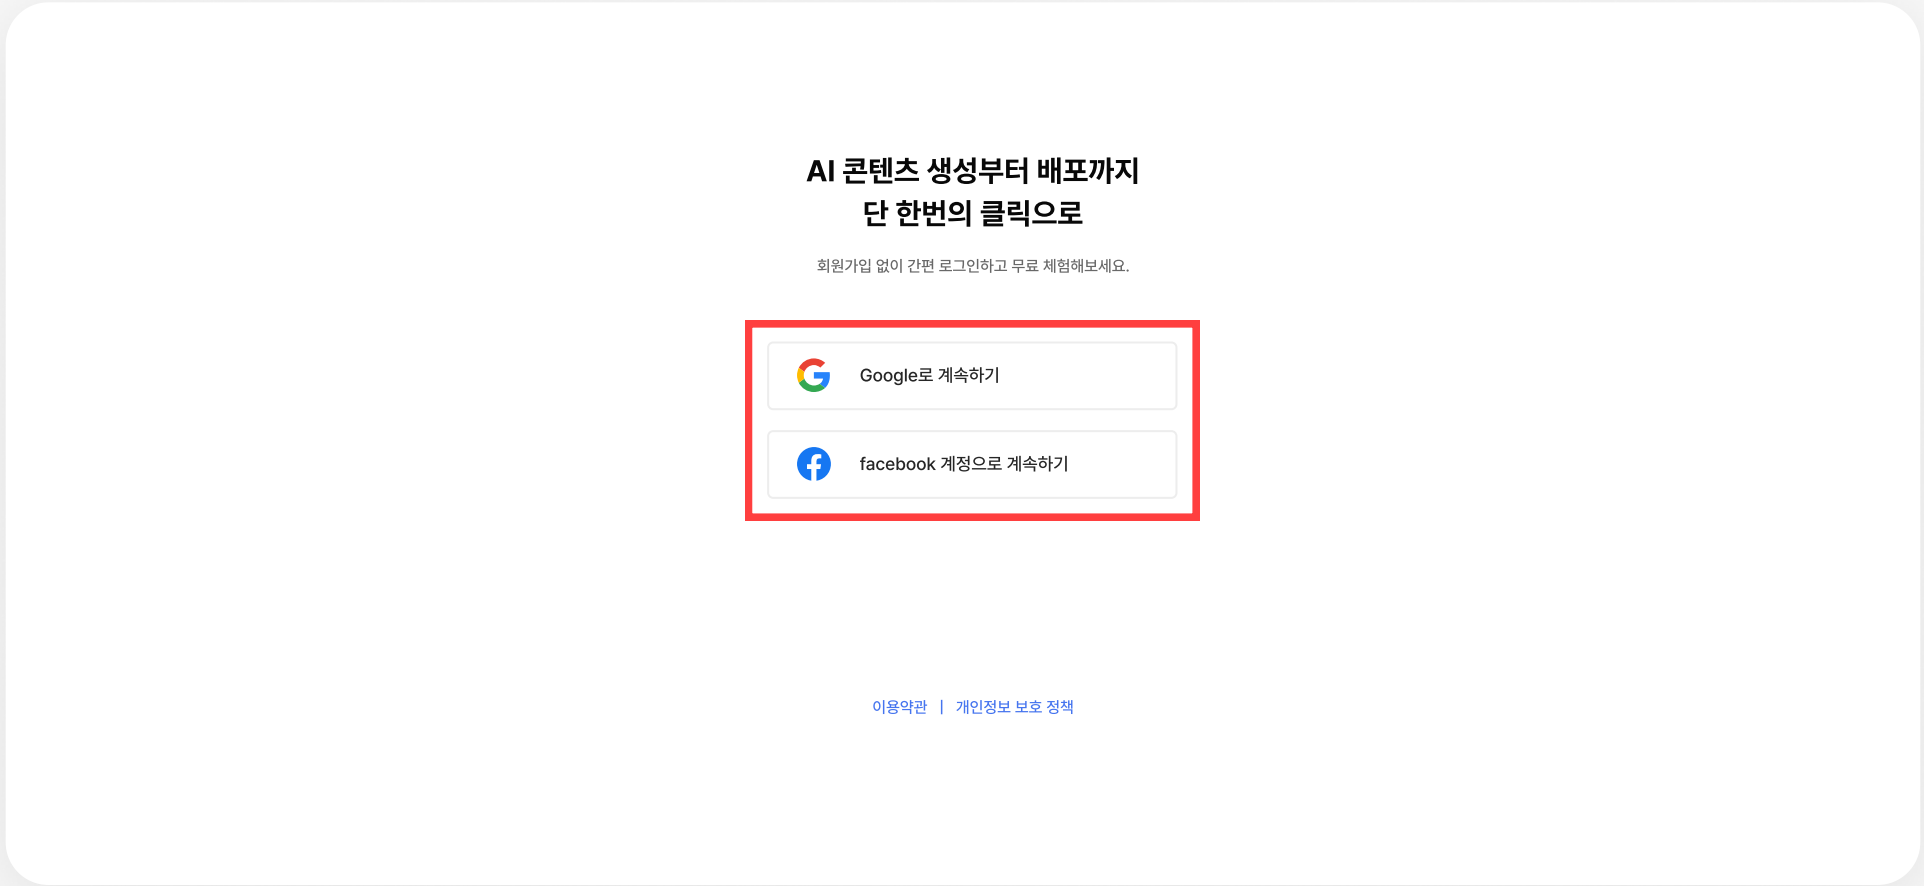 AI 콘텐츠 생성부터 배포까지
단 한번의 클릭으로
회원가입 없이 간편 로그인하고 무료 체험해보세요.
Google로 계속하기
facebook 계정으로 계속하기
이용약관 | 개인정보 보호 정책